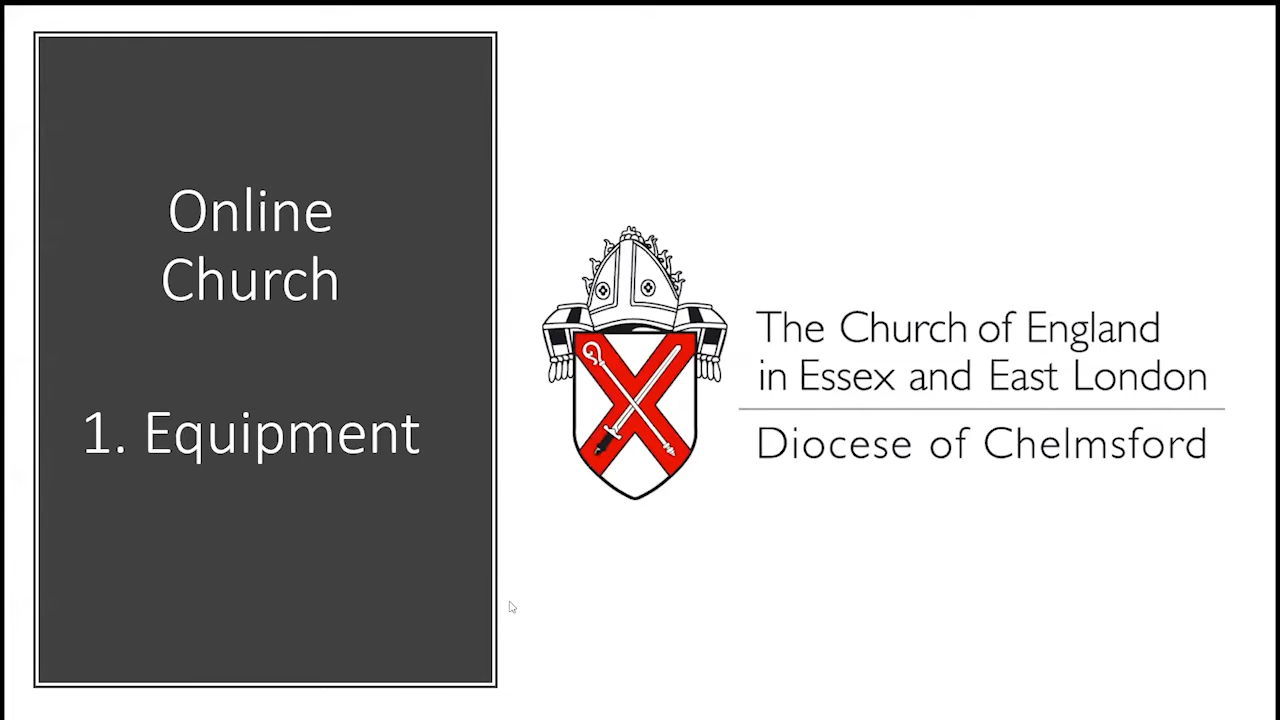 Online
Church
1. Equipment
The Church of England
in Essex and East London
Diocese of Chelmsford